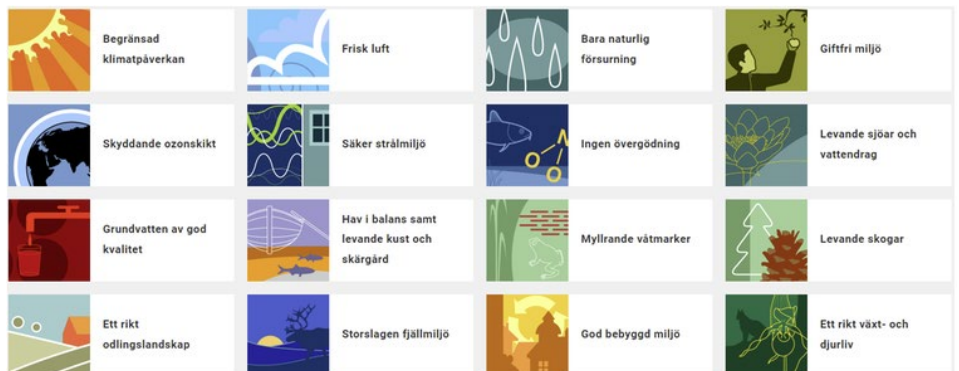 Begränsad
klimatpåverkan
Frisk luft
Bara naturlig
försurning
Giftfri miljö
Skyddande ozonskikt
Säker strålmiljö
Ingen övergödning
Levande sjöar och
vattendrag
Grundvatten av god
kvalitet
Hav i balans samt
levande kust och
skärgård
Myllrande våtmarker
Levande skogar
Ett rikt
odlingslandskap
Storslagen fjällmiljö
God bebyggd miljö
Ett rikt växt- och
djurliv